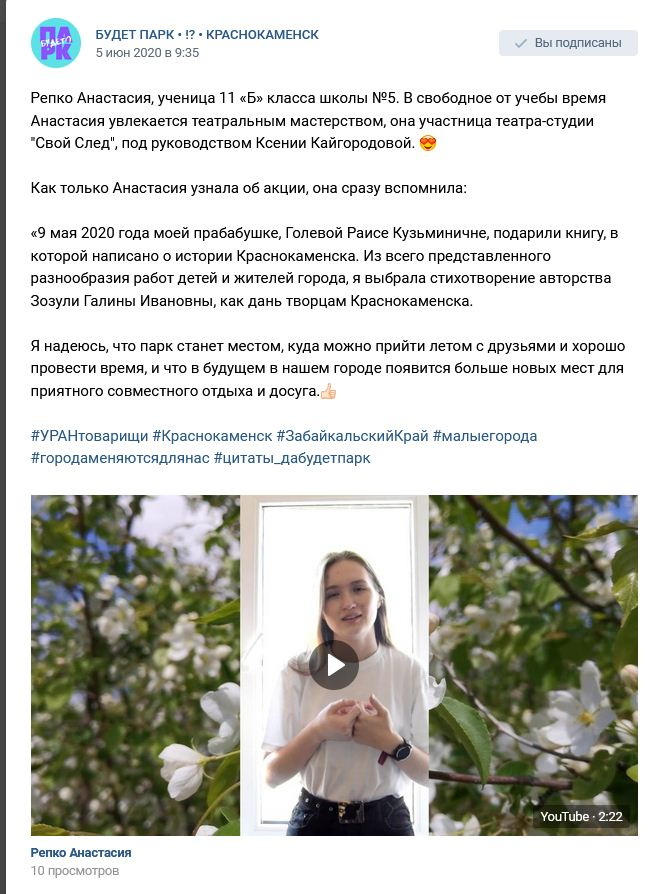 ПА
БУДЕТ
РК
БУДЕТ ПАРК • !? • КРАСНОКАМЕНСК
5 июн 2020 в 9:35
Вы подписаны
Репко Анастасия, ученица 11 «Б» класса школы №5. В свободное от учебы время
Анастасия увлекается театральным мастерством, она участница театра-студии
"Свой След", под руководством Ксении Кайгородовой. 😍
Как только Анастасия узнала об акции, она сразу вспомнила:
«9 мая 2020 года моей прабабушке, Голевой Раисе Кузьминичне, подарили книгу, в
которой написано о истории Краснокаменска. Из всего представленного
разнообразия работ детей и жителей города, я выбрала стихотворение авторства
Зозули Галины Ивановны, как дань творцам Краснокаменска.
Я надеюсь, что парк станет местом, куда можно прийти летом с друзьями и хорошо
провести время, и что в будущем в нашем городе появится больше новых мест для
приятного совместного отдыха и досуга.👍🏻
#УРАНтоварищи #Краснокаменск #ЗабайкальскийКрай #малыегорода
#городаменяютсядлянас #цитаты_дабудетпарк
YouTube · 2:22
Репко Анастасия
10 просмотров